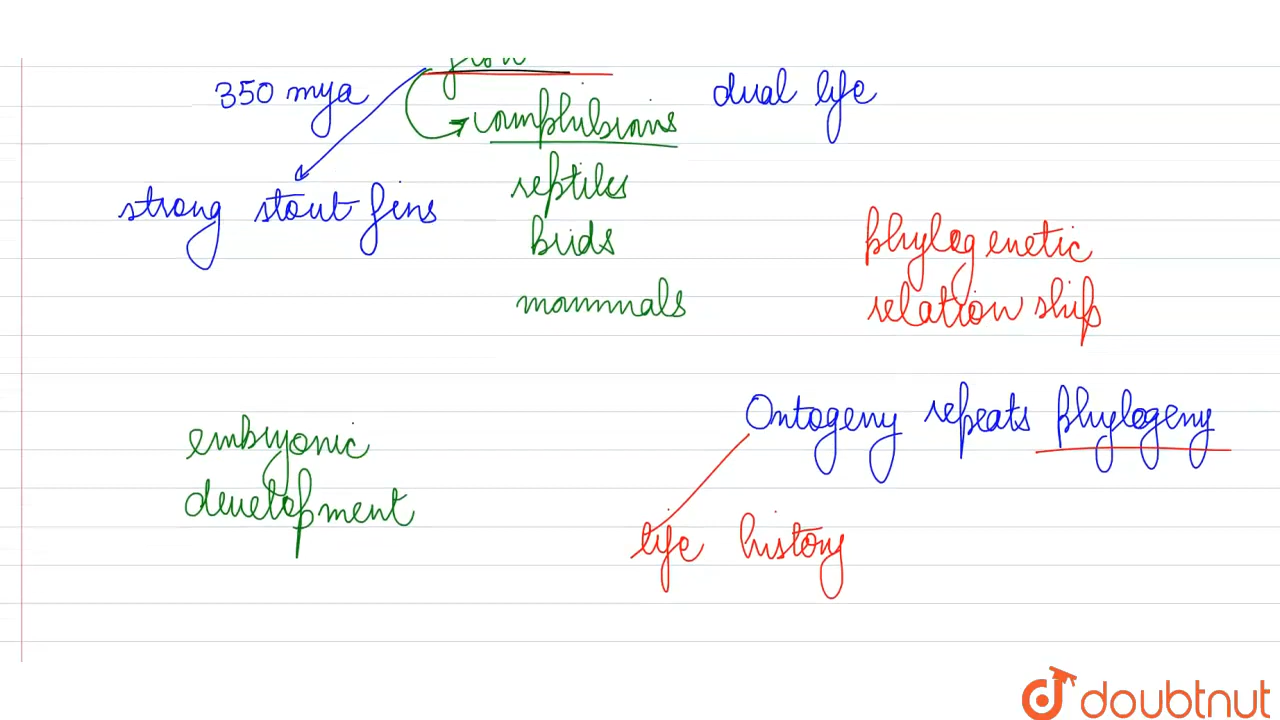 350 mya
dual life
amphibians
reptiles
strong stout fins
birds
phylogenetic
mammals
relationship
Ontogeny repeats phylogeny
embryonic
development
life history
doubtnut